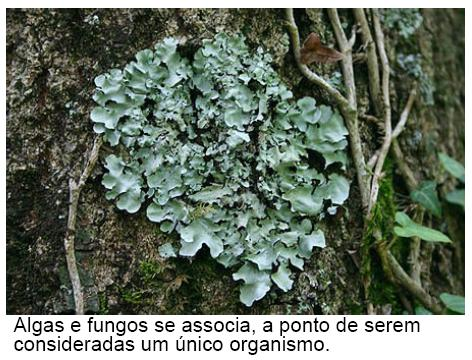 Algas e fungos se associa, a ponto de serem
consideradas um único organismo.